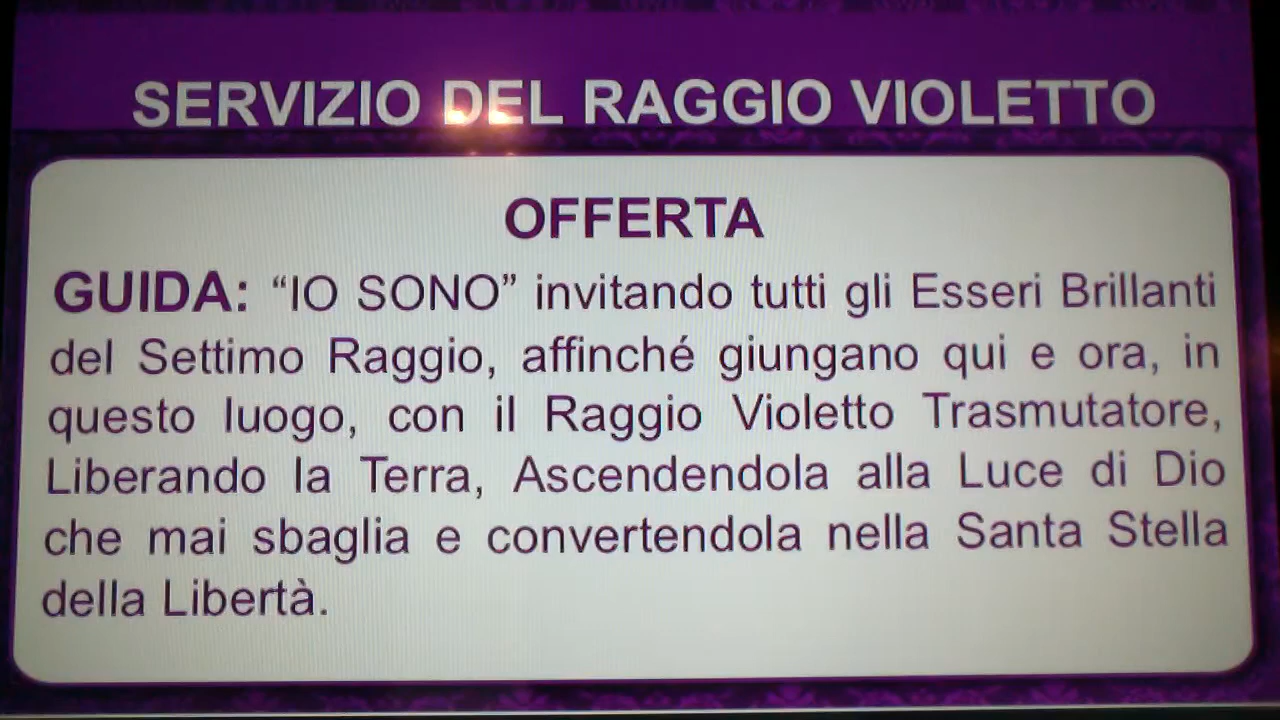 SERVIZIO DEL RAGGIO VIOLETTO
OFFERTA
GUIDA: “IO SONO” invitando tutti gli Esseri Brillanti
del Settimo Raggio, affinché giungano qui e ora, in
questo luogo, con il Raggio Violetto Trasmutatore,
Liberando la Terra, Ascendendola alla Luce di Dio
che mai sbaglia e convertendola nella Santa Stella
della Libertà.